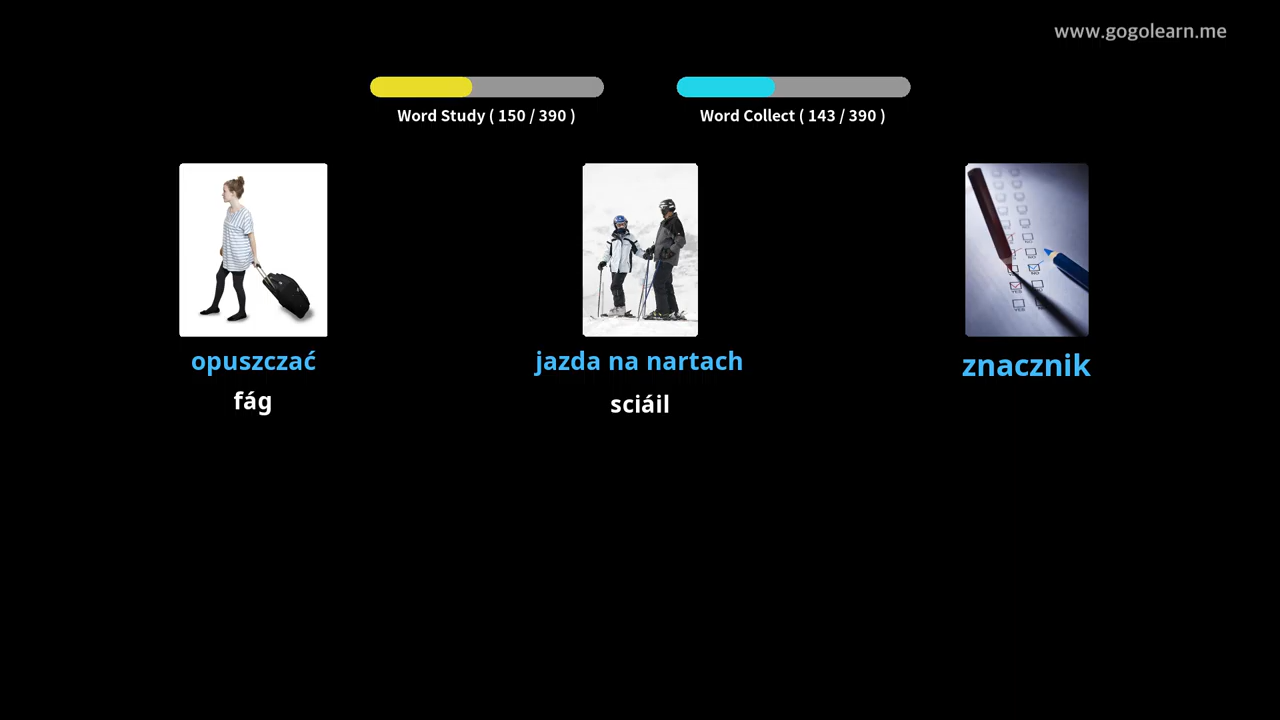 www.gogolearn.me
Word Study ( 150 / 390 )
Word Collect ( 143 / 390 )
opuszczać
jazda na nartach
znacznik
fág
sciáil